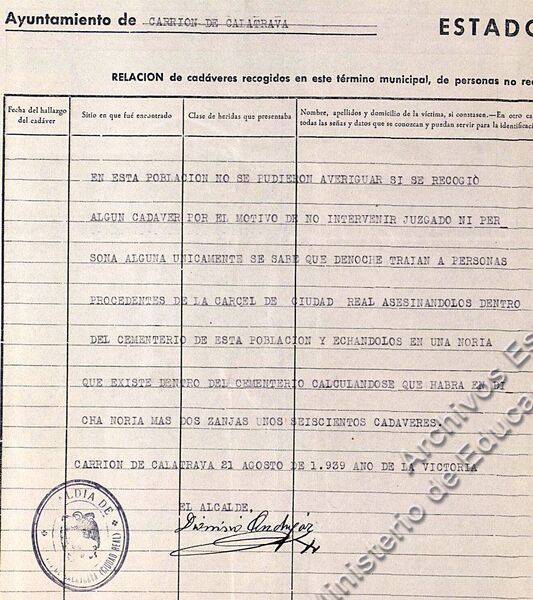 Ayuntamiento de CARRION DE CALATRAVA
ESTADO
RELACION de cadáveres recogidos en este término municipal, de personas no
Fecha del hallazgo del cadáver
Sitio en que fué encontrado
Clase de heridas que presentaba
Nombre, apellidos y domicilio de la víctima, si constasen.—En otro
todas las señas y datos que se conozcan y puedan servir para la
EN ESTA POBLACION NO SE PUDIERON AVERIGUAR SI SE RECOGIÒ
ALGUN CADAVER POR EL MOTIVO DE NO INTERVENIR JUZGADO NI PER
SONA ALGUNA UNICAMENTE SE SABE QUE DENOCHE TRAIAN A PERSONAS
PROCEDENTES DE LA CARCEL DE CIUDAD REAL ASESINANDOLOS DENTRO
DEL CEMENTERIO DE ESTA POBLACION Y ECHANDOLOS EN UNA NORIA
QUE EXISTE DENTRO DEL CEMENTERIO CALCULANDOSE QUE HABRA EN DI
CHA NORIA MAS DOS ZANJAS UNOS SEISCIENTOS CADAVERES.
CARRION DE CALATRAVA 21 AGOSTO DE 1.939 ANO DE LA VICTORIA
EL ALCALDE,
Dionisio
ALDIA DE
CALATRAVA (CIUDAD REAL)
Archivos
Ministerio de